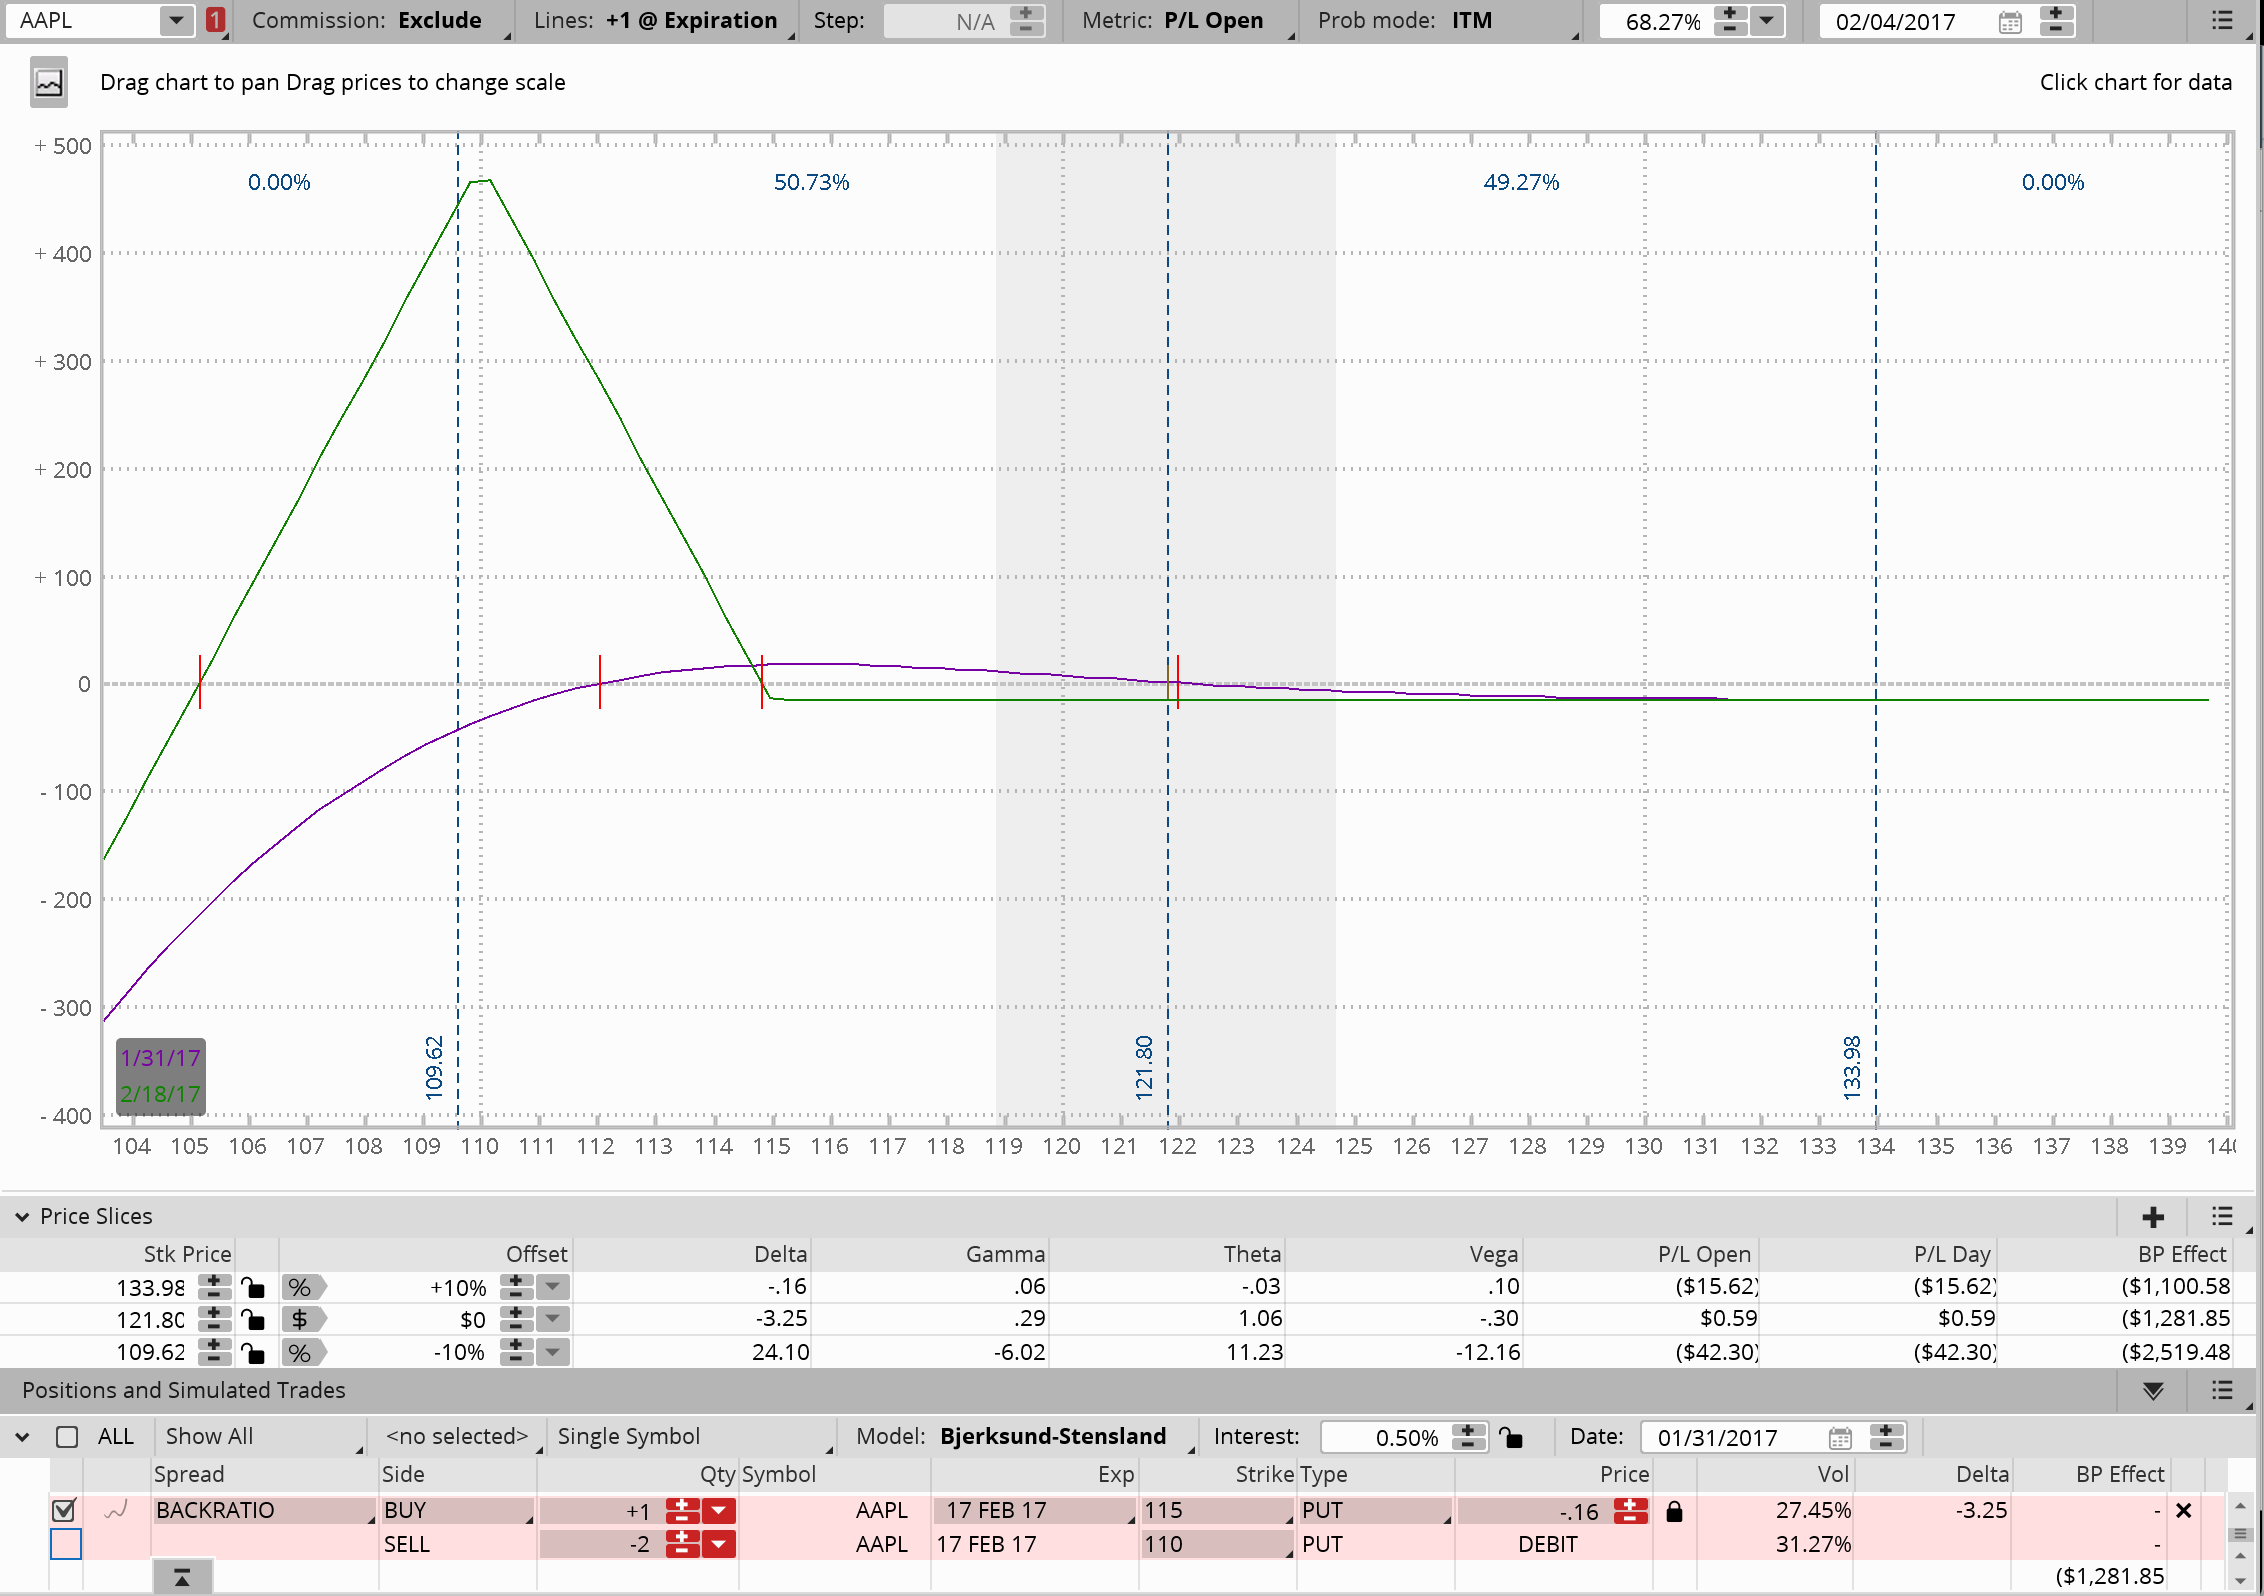 AAPL 1 Commission: Exclude Lines: +1 @ Expiration Step: N/A Metric: P/L Open Prob mode: ITM 68.27% 02/04/2017
Drag chart to pan Drag prices to change scale Click chart for data
+ 500
0.00% 50.73% 49.27% 0.00%
+ 400
+ 300
+ 200
+ 100
0
- 100
- 200
- 300
1/31/17
2/18/17
109.62 121.80 133.98
- 400
104 105 106 107 108 109 110 111 112 113 114 115 116 117 118 119 120 121 122 123 124 125 126 127 128 129 130 131 132 133 134 135 136 137 138 139 140
Price Slices
Stk Price Offset Delta Gamma Theta Vega P/L Open P/L Day BP Effect
133.98 % +10% -.16 .06 -.03 .10 ($15.62) ($15.62) ($1,100.58
121.80 $ $0 -3.25 .29 1.06 -.30 $0.59 $0.59 ($1,281.85
109.62 % -10% 24.10 -6.02 11.23 -12.16 ($42.30) ($42.30) ($2,519.48
Positions and Simulated Trades
ALL Show All <no selected> Single Symbol Model: Bjerksund-Stensland Interest: 0.50% Date: 01/31/2017
Spread Side Qty Symbol Exp Strike Type Price Vol Delta BP Effect
BACKRATIO BUY +1 AAPL 17 FEB 17 115 PUT -.16 27.45% -3.25 -
SELL -2 AAPL 17 FEB 17 110 PUT DEBIT 31.27% -
($1,281.85